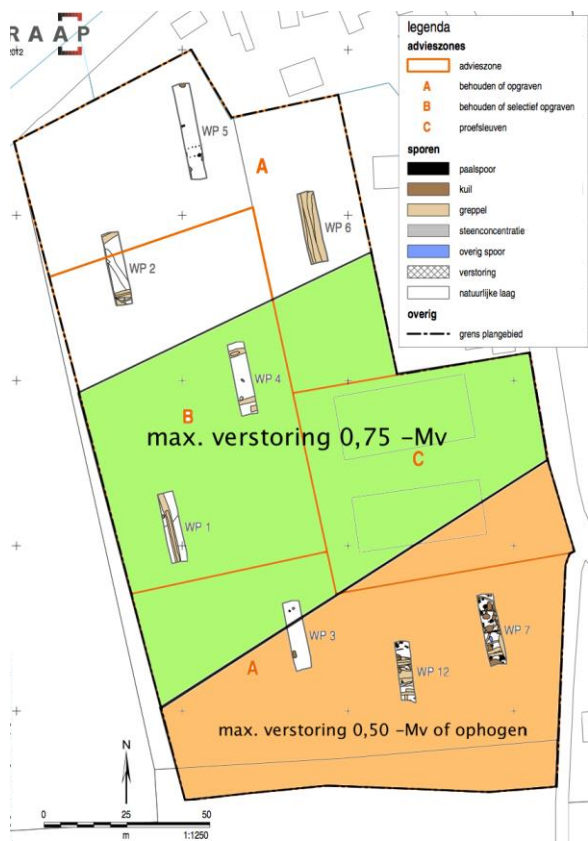 RAAP
2012
legenda
advieszones
advieszone
A behouden of opgraven
B behouden of selectief opgraven
C proefsleuven
sporen
paalspoor
kuil
greppel
steenconcentratie
overig spoor
verstoring
natuurlijke laag
overig
grens plangebied
WP 5
A
WP 6
WP 2
WP 4
B
max. verstoring 0,75 -Mv
C
WP 1
WP 3
WP 7
A
WP 12
max. verstoring 0,50 -Mv of ophogen
N
0 25 50
m 1:1250